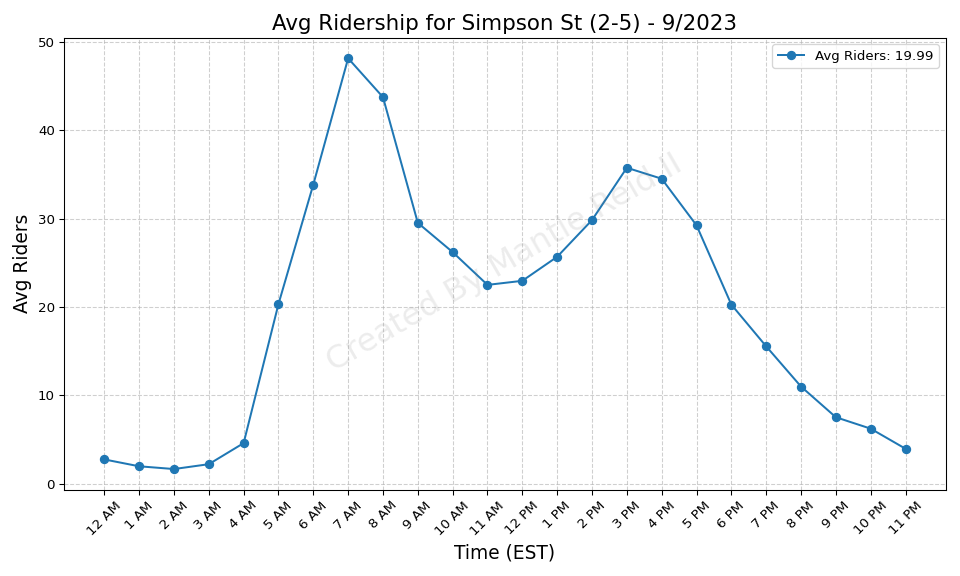 Avg Ridership for Simpson St (2-5) - 9/2023
Avg Riders: 19.99
50
40
30
20
10
0
Avg Riders
Created By Mantle Reid II
12 AM
1 AM
2 AM
3 AM
4 AM
5 AM
6 AM
7 AM
8 AM
9 AM
10 AM
11 AM
12 PM
1 PM
2 PM
3 PM
4 PM
5 PM
6 PM
7 PM
8 PM
9 PM
10 PM
11 PM
Time (EST)